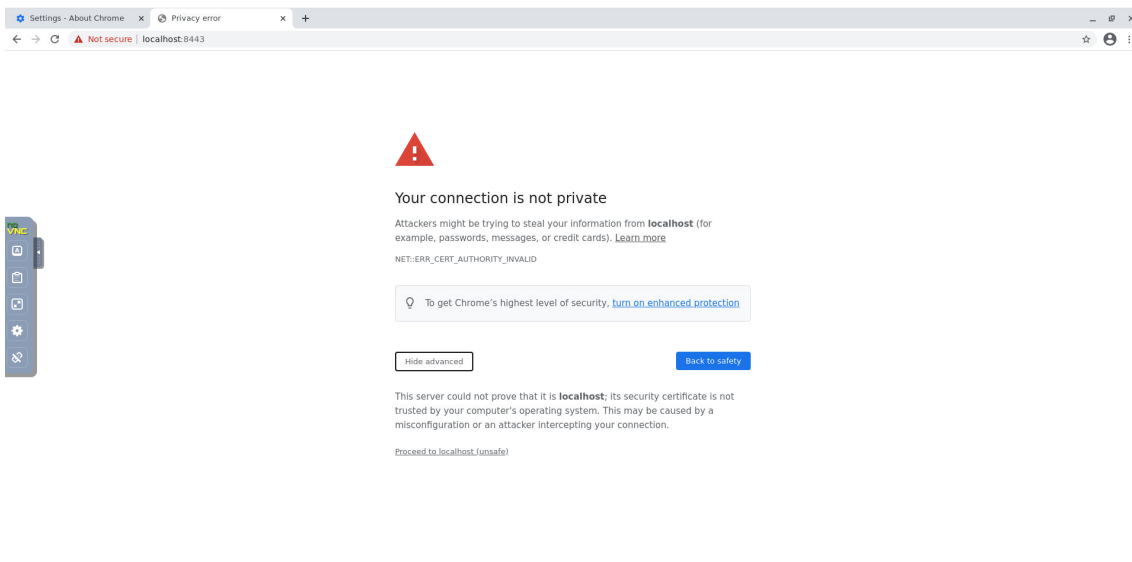 Settings - About Chrome
Privacy error
Not secure | localhost:8443
Your connection is not private
Attackers might be trying to steal your information from localhost (for
example, passwords, messages, or credit cards). Learn more
NET::ERR_CERT_AUTHORITY_INVALID
To get Chrome’s highest level of security, turn on enhanced protection
Hide advanced
Back to safety
This server could not prove that it is localhost; its security certificate is not
trusted by your computer's operating system. This may be caused by a
misconfiguration or an attacker intercepting your connection.
Proceed to localhost (unsafe)
no
VNC
A